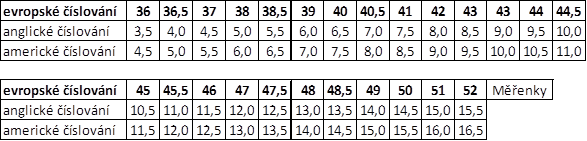 evropské číslování 36 36,5 37 38 38,5 39 40 40,5 41 42 43 43 44 44,5
anglické číslování 3,5 4,0 4,5 5,0 5,5 6,0 6,5 7,0 7,5 8,0 8,5 9,0 9,5 10,0
americké číslování 4,5 5,0 5,5 6,0 6,5 7,0 7,5 8,0 8,5 9,0 9,5 10,0 10,5 11,0
evropské číslování 45 45,5 46 47 47,5 48 48,5 49 50 51 52 Měřenky
anglické číslování 10,5 11,0 11,5 12,0 12,5 13,0 13,5 14,0 14,5 15,0 15,5
americké číslování 11,5 12,0 12,5 13,0 13,5 14,0 14,5 15,0 15,5 16,0 16,5